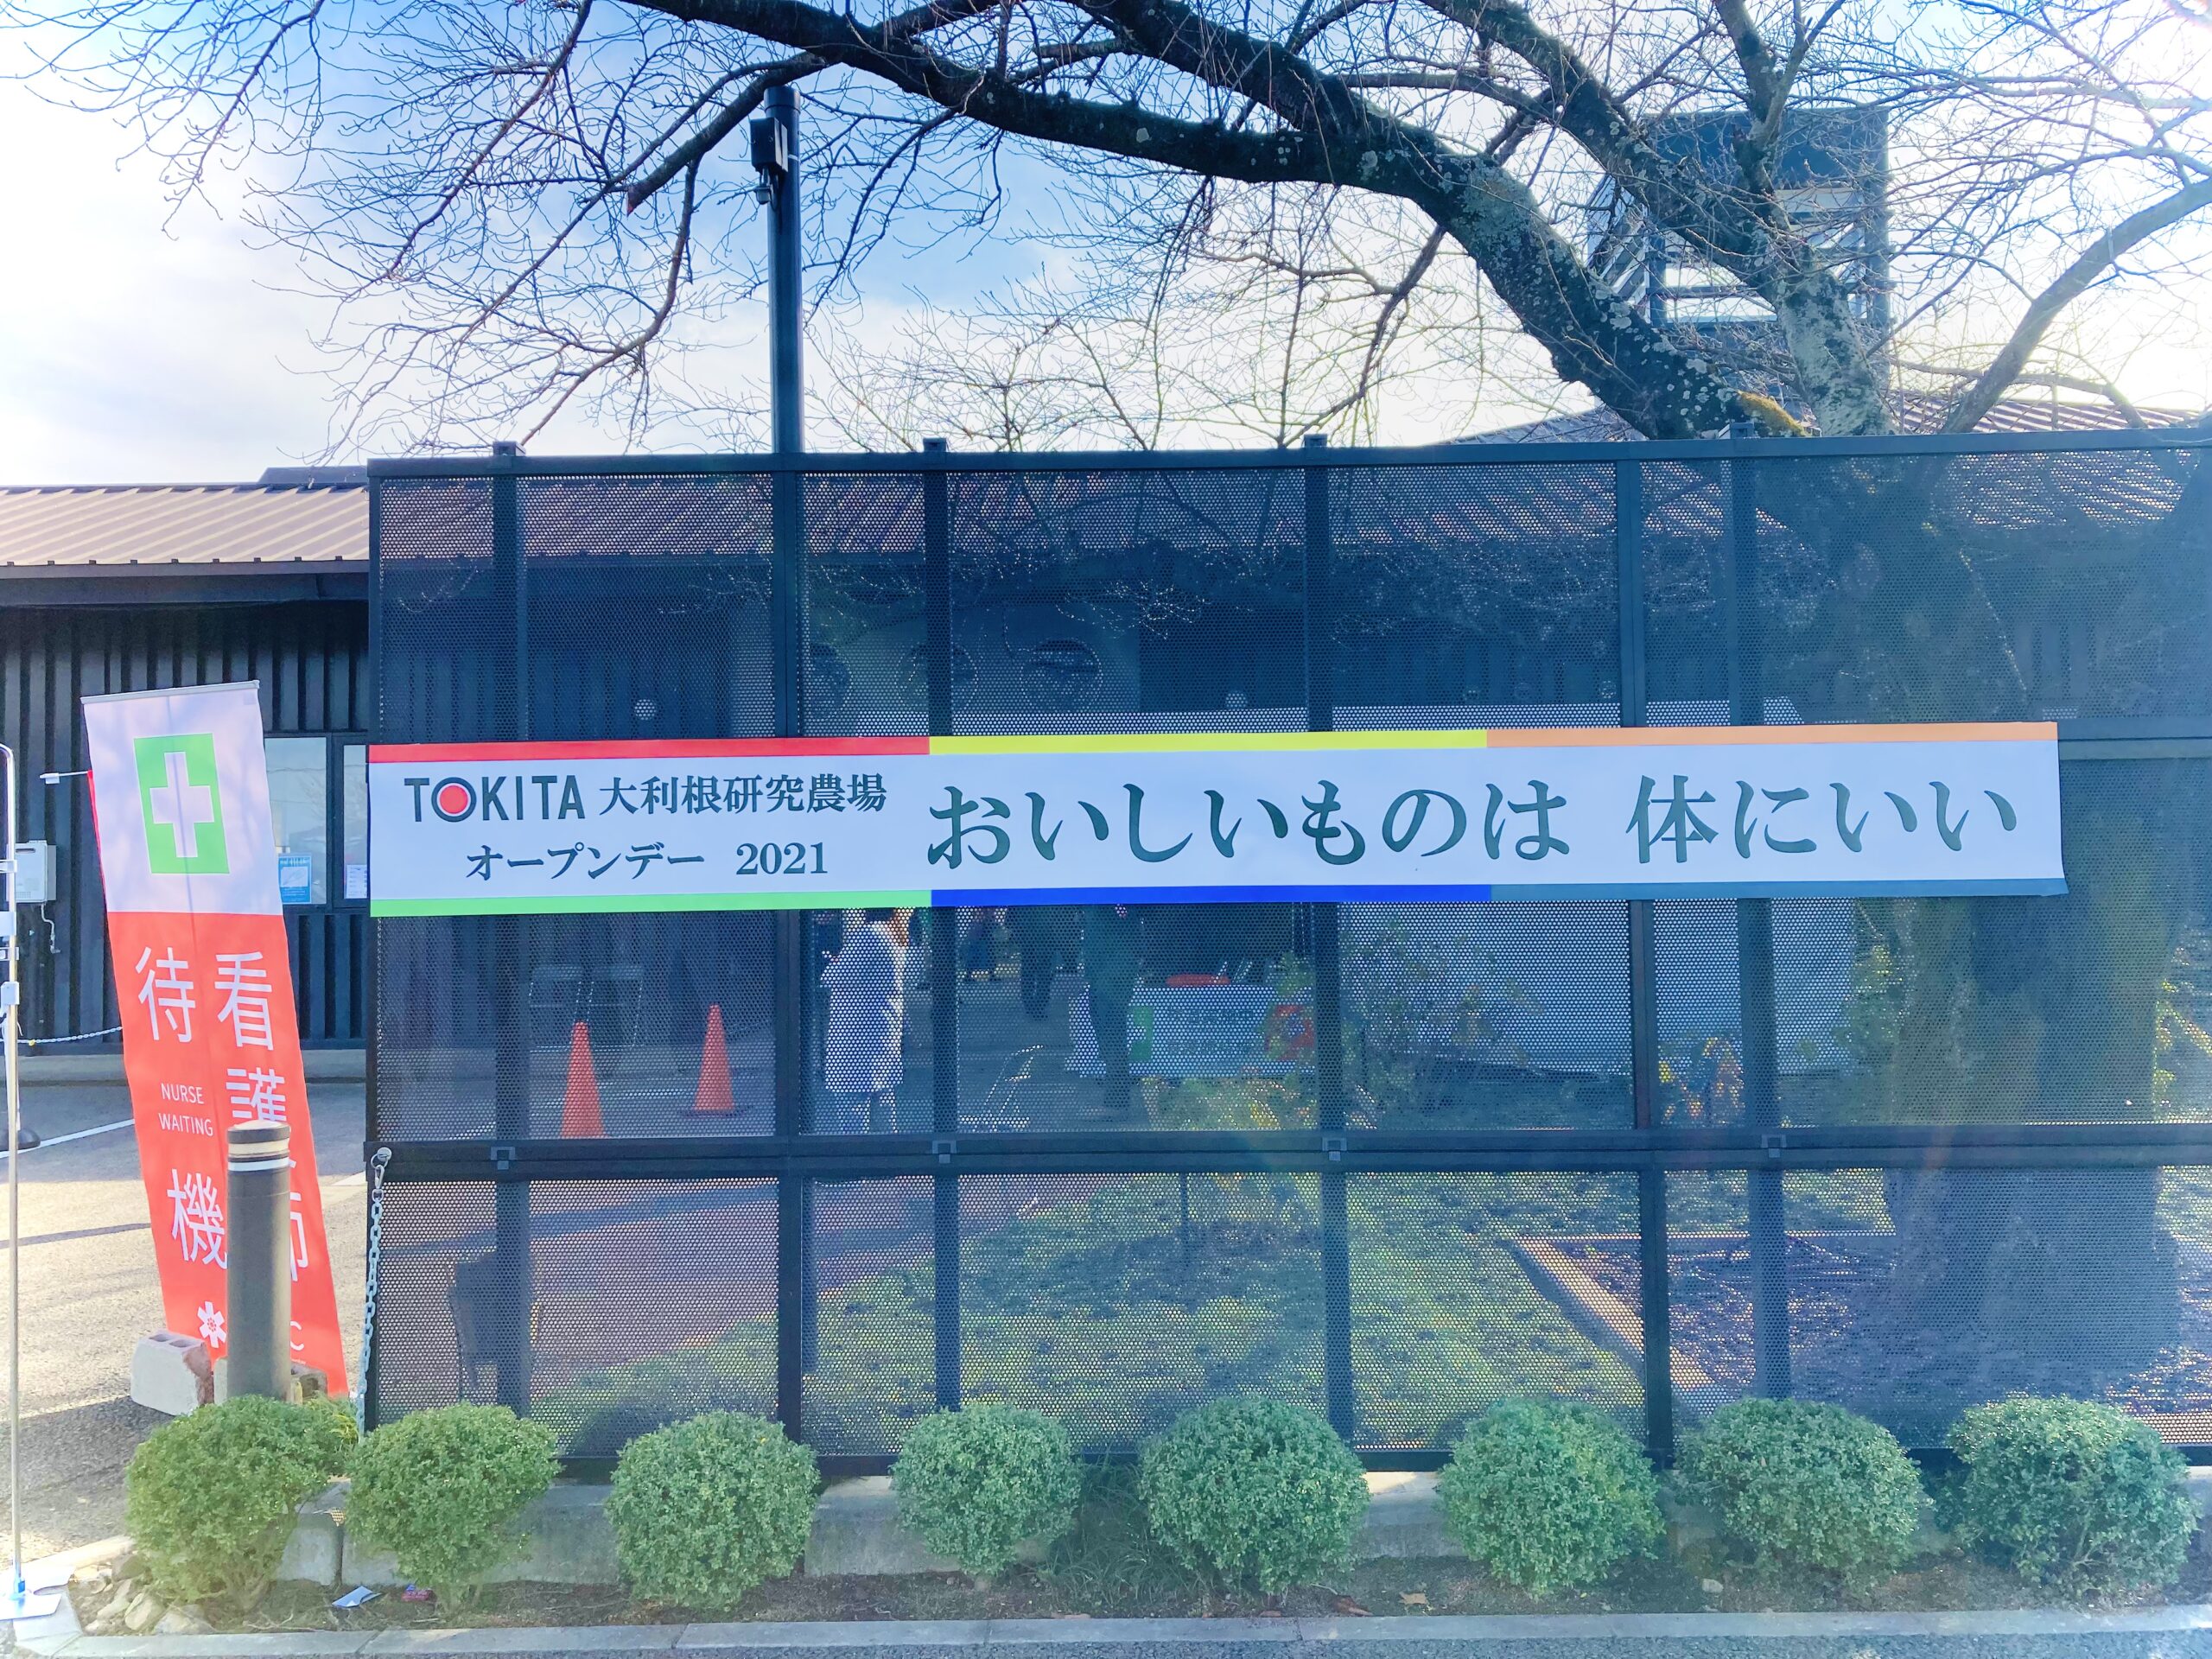 TOKITA 大利根研究農場
オープンデー 2021
おいしいものは 体にいい
看護師
待機
NURSE
WAITING